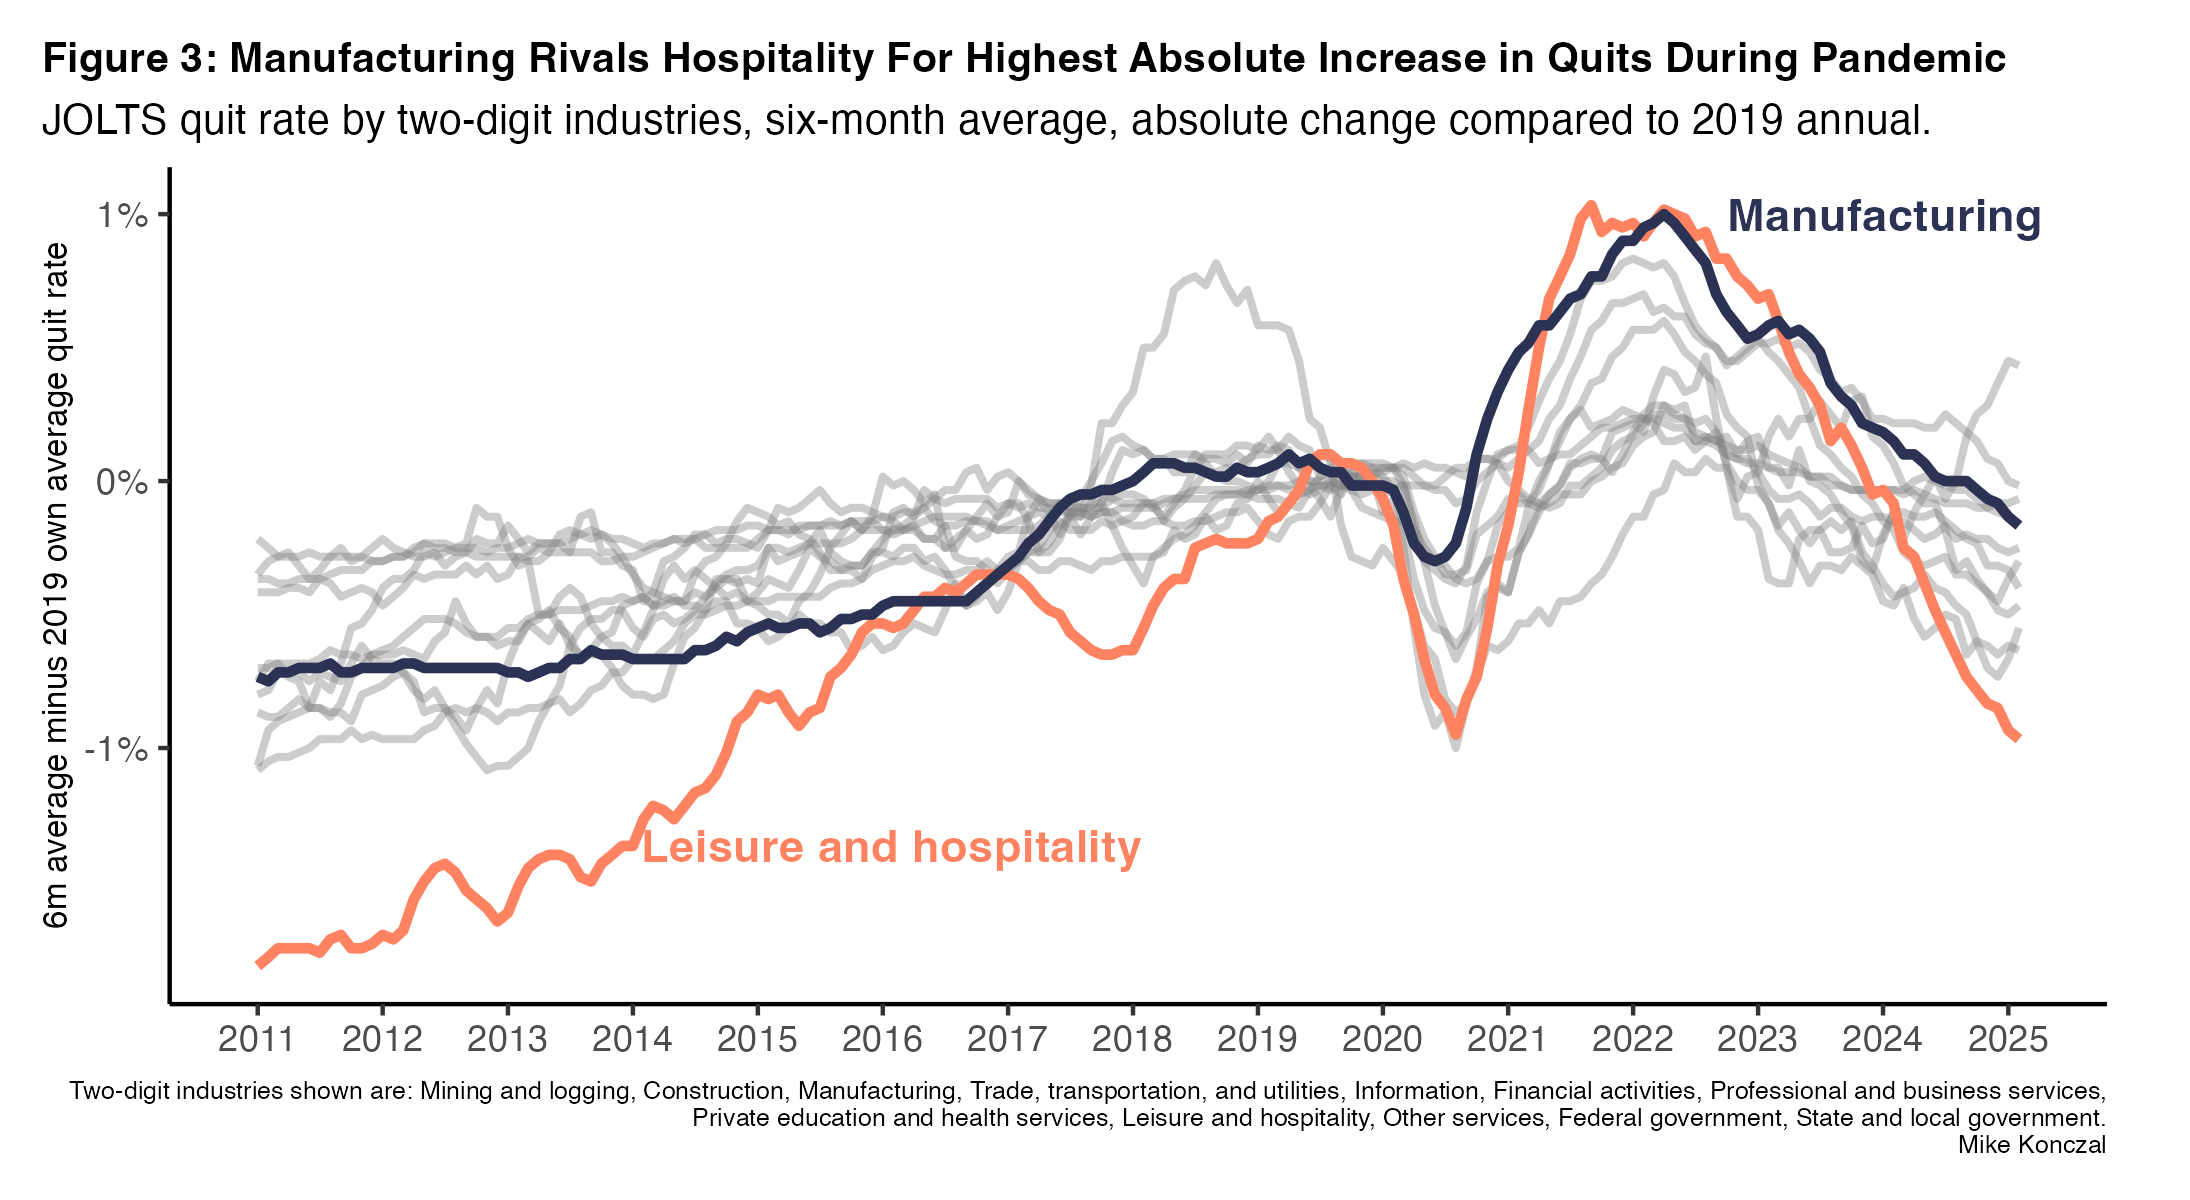 Figure 3: Manufacturing Rivals Hospitality For Highest Absolute Increase in Quits During Pandemic
JOLTS quit rate by two-digit industries, six-month average, absolute change compared to 2019 annual.
6m average minus 2019 own average quit rate
1%
0%
-1%
Manufacturing
Leisure and hospitality
2011 2012 2013 2014 2015 2016 2017 2018 2019 2020 2021 2022 2023 2024 2025
Two-digit industries shown are: Mining and logging, Construction, Manufacturing, Trade, transportation, and utilities, Information, Financial activities, Professional and business services,
Private education and health services, Leisure and hospitality, Other services, Federal government, State and local government.
Mike Konczal